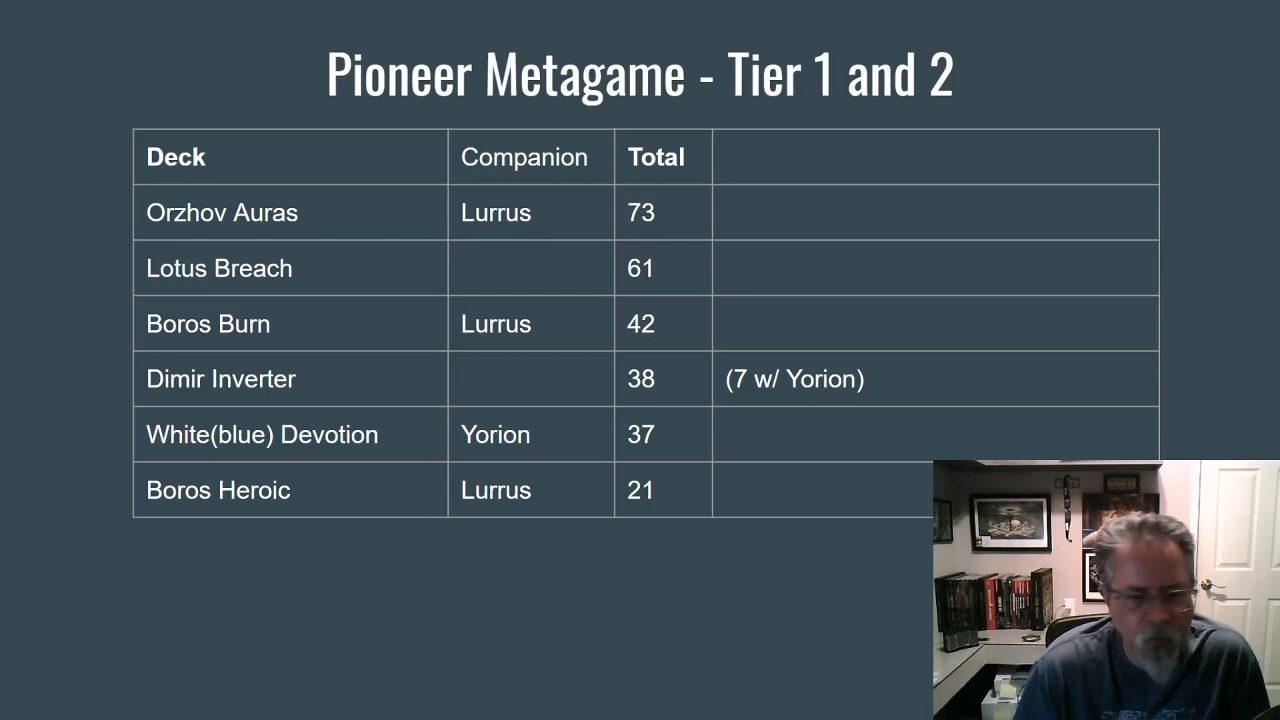 Pioneer Metagame - Tier 1 and 2
Deck Companion Total
Orzhov Auras Lurrus 73
Lotus Breach 61
Boros Burn Lurrus 42
Dimir Inverter 38 (7 w/ Yorion)
White(blue) Devotion Yorion 37
Boros Heroic Lurrus 21